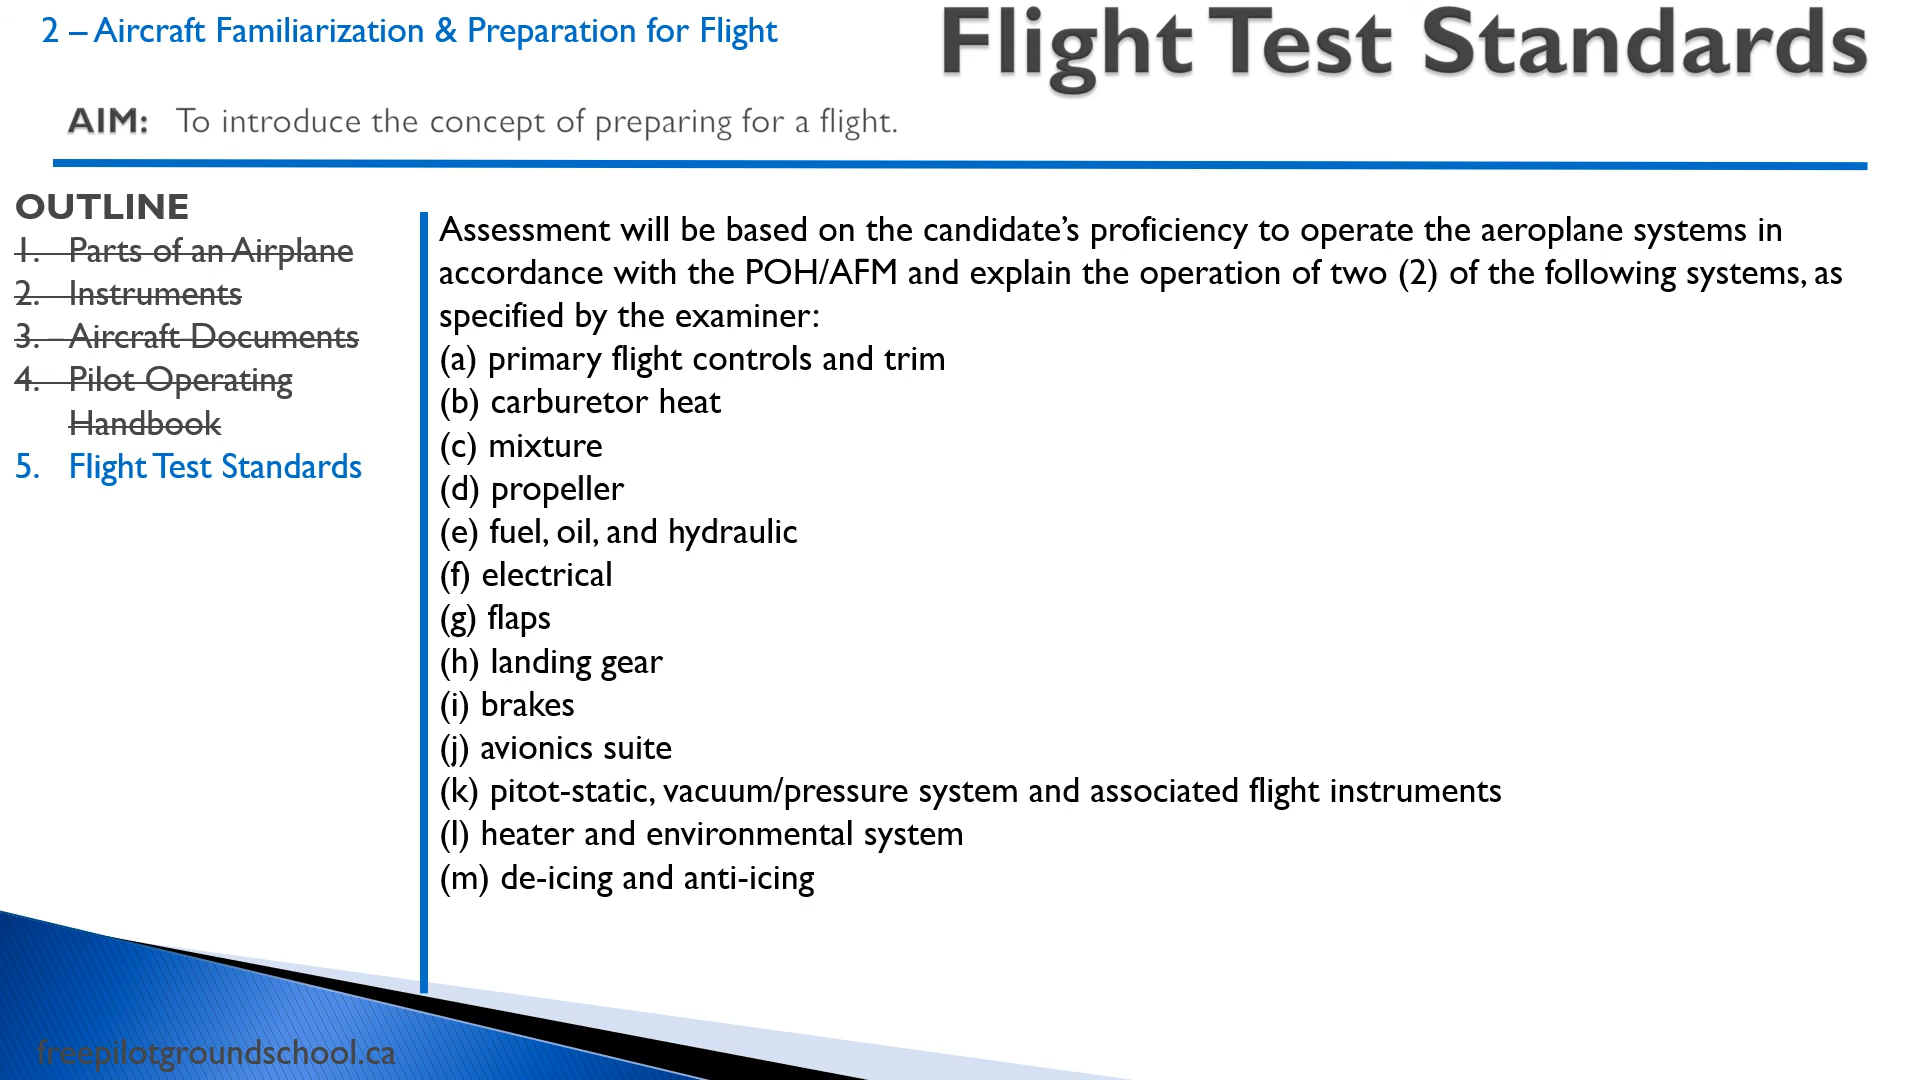 2 – Aircraft Familiarization & Preparation for Flight
Flight Test Standards
AIM: To introduce the concept of preparing for a flight.
OUTLINE
1. Parts of an Airplane
2. Instruments
3. Aircraft Documents
4. Pilot Operating
Handbook
5. Flight Test Standards
Assessment will be based on the candidate’s proficiency to operate the aeroplane systems in
accordance with the POH/AFM and explain the operation of two (2) of the following systems, as
specified by the examiner:
(a) primary flight controls and trim
(b) carburetor heat
(c) mixture
(d) propeller
(e) fuel, oil, and hydraulic
(f) electrical
(g) flaps
(h) landing gear
(i) brakes
(j) avionics suite
(k) pitot-static, vacuum/pressure system and associated flight instruments
(l) heater and environmental system
(m) de-icing and anti-icing
freepilotgroundschool.ca